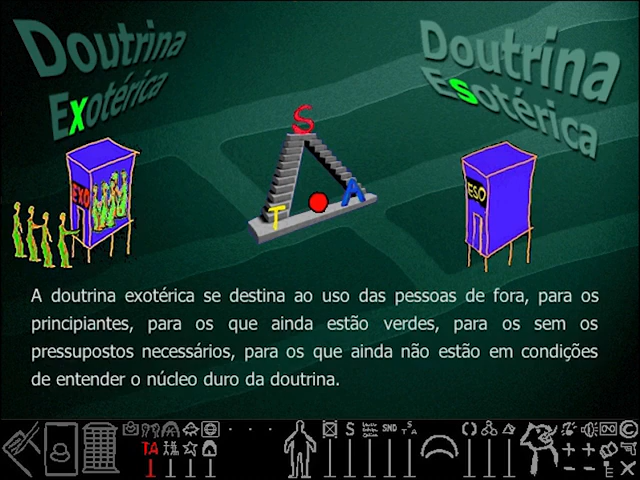 Doutrina
Exotérica
Doutrina
Esotérica
S
EXO
ESO
A
T
A doutrina exotérica se destina ao uso das pessoas de fora, para os
principiantes, para os que ainda estão verdes, para os sem os
pressupostos necessários, para os que ainda não estão em condições
de entender o núcleo duro da doutrina.
S
SND
TA